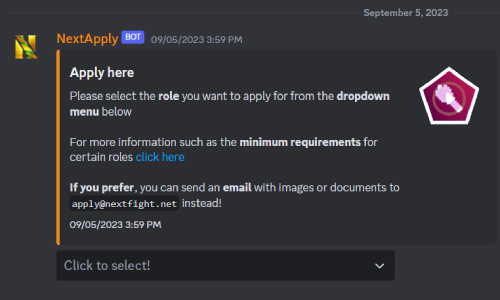 September 5, 2023
NextApply BOT 09/05/2023 3:59 PM
Apply here
Please select the role you want to apply for from the dropdown
menu below
For more information such as the minimum requirements for
certain roles click here
If you prefer, you can send an email with images or documents to
apply@nextfight.net instead!
09/05/2023 3:59 PM
Click to select!